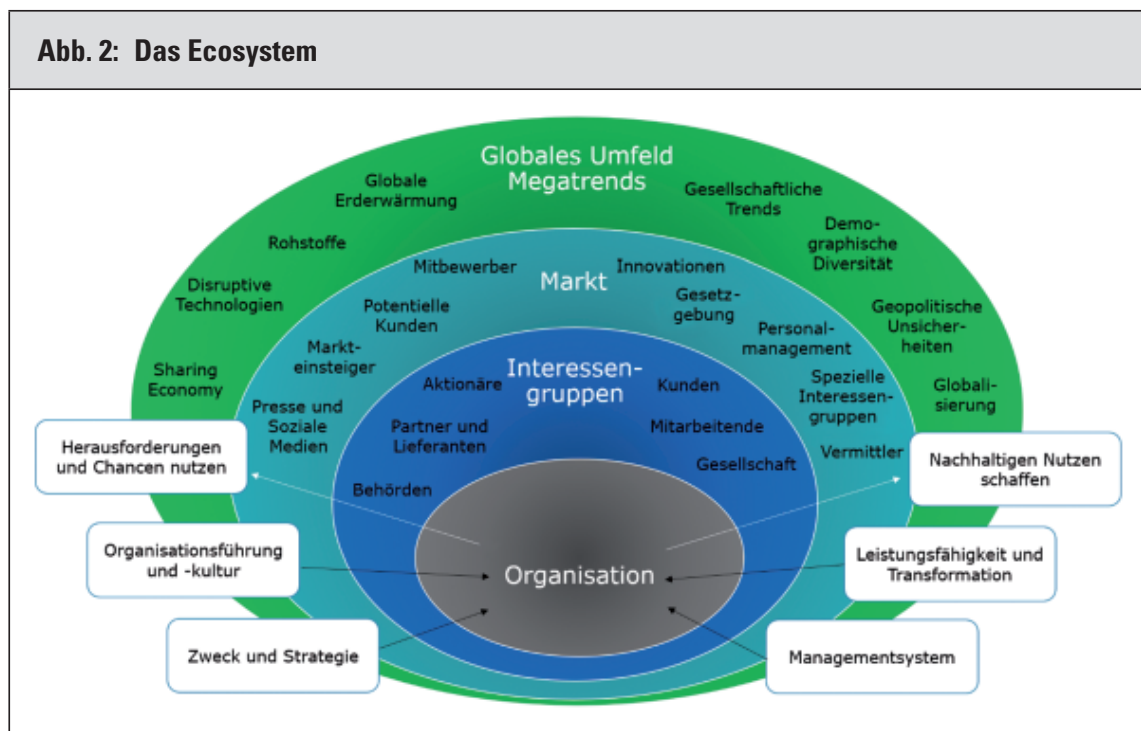 Abb. 2: Das Ecosystem
Globales Umfeld
Megatrends
Globale
Erderwärmung
Gesellschaftliche
Trends
Rohstoffe
Demo-
graphische
Diversität
Disruptive
Technologien
Geopolitische
Unsicher-
heiten
Sharing
Economy
Globali-
sierung
Markt
Mitbewerber
Innovationen
Potentielle
Kunden
Gesetz-
gebung
Markt-
einsteiger
Personal-
management
Presse und
Soziale
Medien
Spezielle
Interessen-
gruppen
Vermittler
Interessen-
gruppen
Aktionäre
Kunden
Partner und
Lieferanten
Mitarbeitende
Behörden
Gesellschaft
Organisation
Herausforderungen
und Chancen nutzen
Nachhaltigen Nutzen
schaffen
Organisationsführung
und -kultur
Leistungsfähigkeit und
Transformation
Zweck und Strategie
Managementsystem